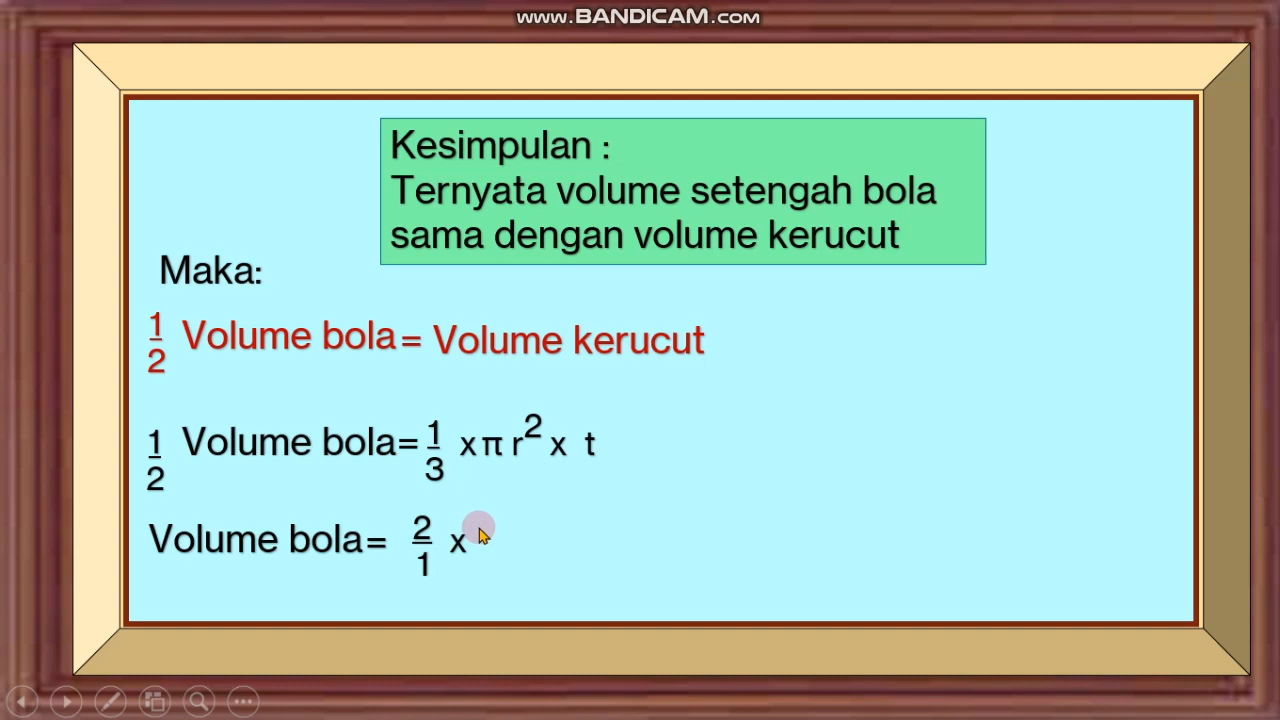 www.BANDICAM.com
Kesimpulan :
Ternyata volume setengah bola
sama dengan volume kerucut
Maka:
1/2 Volume bola = Volume kerucut
1/2 Volume bola = 1/3 x π r² x t
Volume bola = 2/1 x